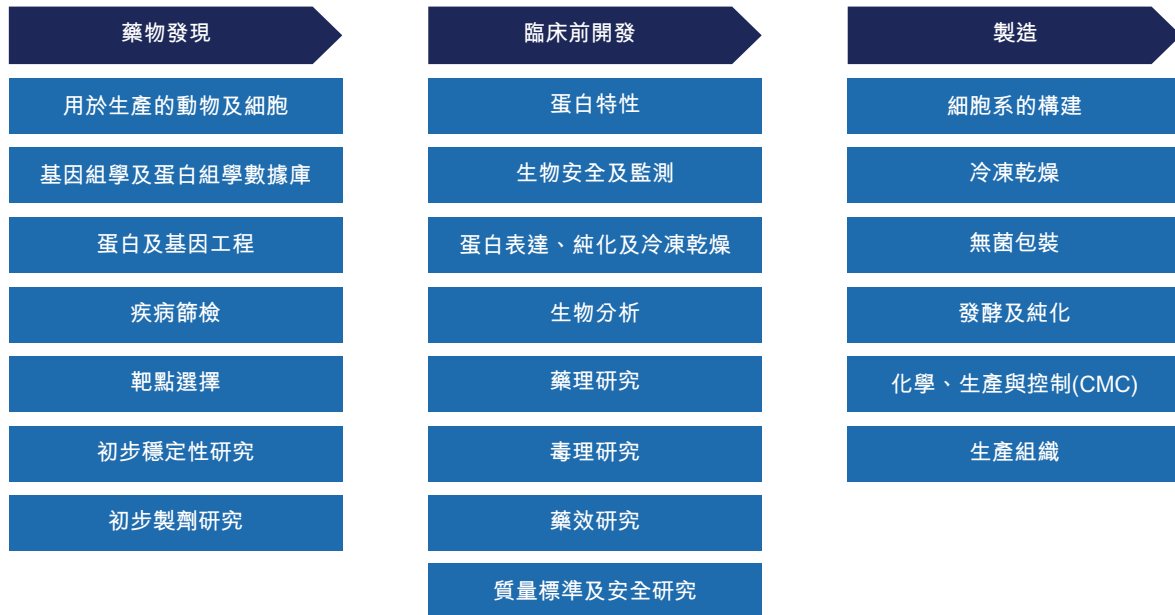 藥物發現
用於生產的動物及細胞
基因組學及蛋白組學數據庫
蛋白及基因工程
疾病篩檢
靶點選擇
初步穩定性研究
初步製劑研究
臨床前開發
蛋白特性
生物安全及監測
蛋白表達、純化及冷凍乾燥
生物分析
藥理研究
毒理研究
藥效研究
質量標準及安全研究
製造
細胞系的構建
冷凍乾燥
無菌包裝
發酵及純化
化學、生產與控制(CMC)
生產組織